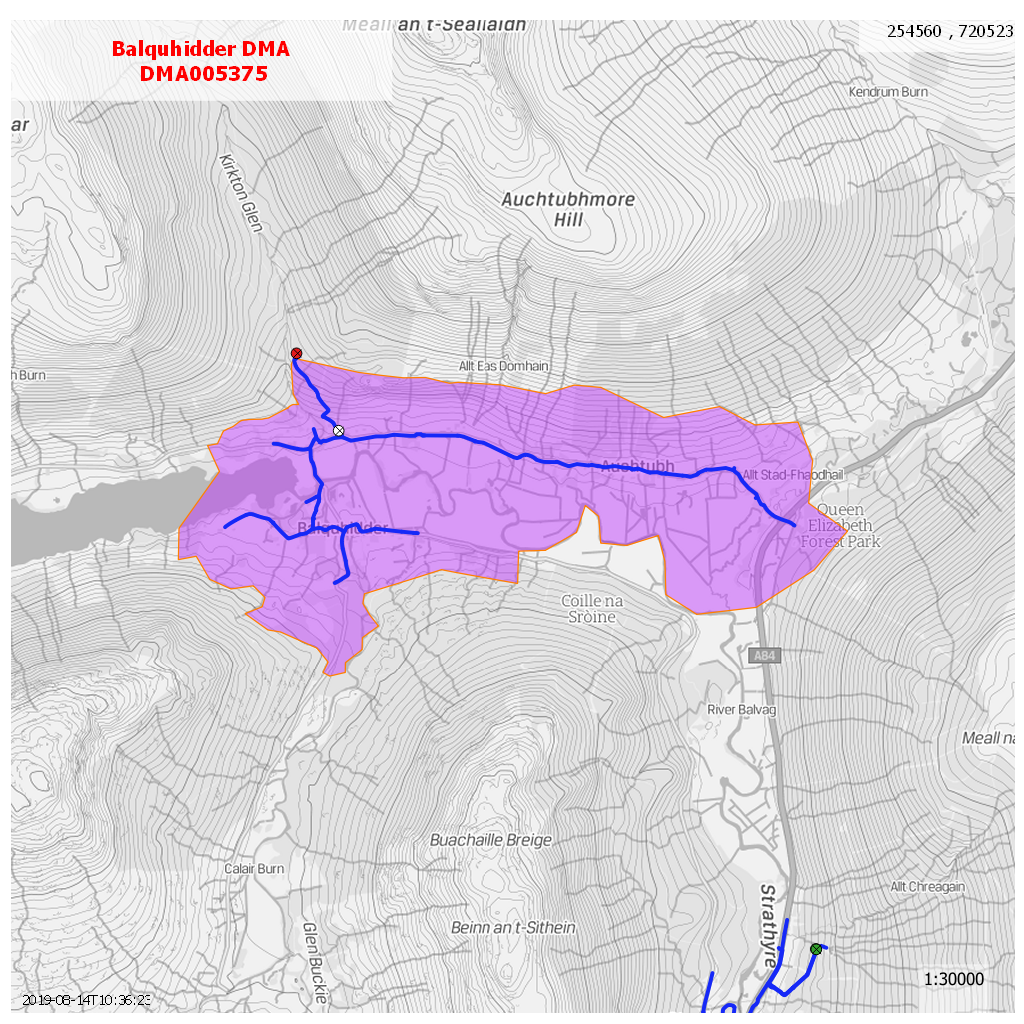 Meall an t-Seallaidh
254560 , 720523
Balquhidder DMA
DMA005375
Kendrum Burn
ar
Kirkton Glen
Auchtubhmore
Hill
h Burn
Allt Eas Domhain
Auchtubh
Allt Stad-Fhaodhail
Queen
Elizabeth
Forest Park
Balquhidder
Coille na
Sròine
A84
River Balvag
Meall na
Buachaille Breige
Calair Burn
Allt Chreagain
Strathyre
Beinn an t-Sithein
Glen Buckie
1:30000
2019-08-14T10:36:23